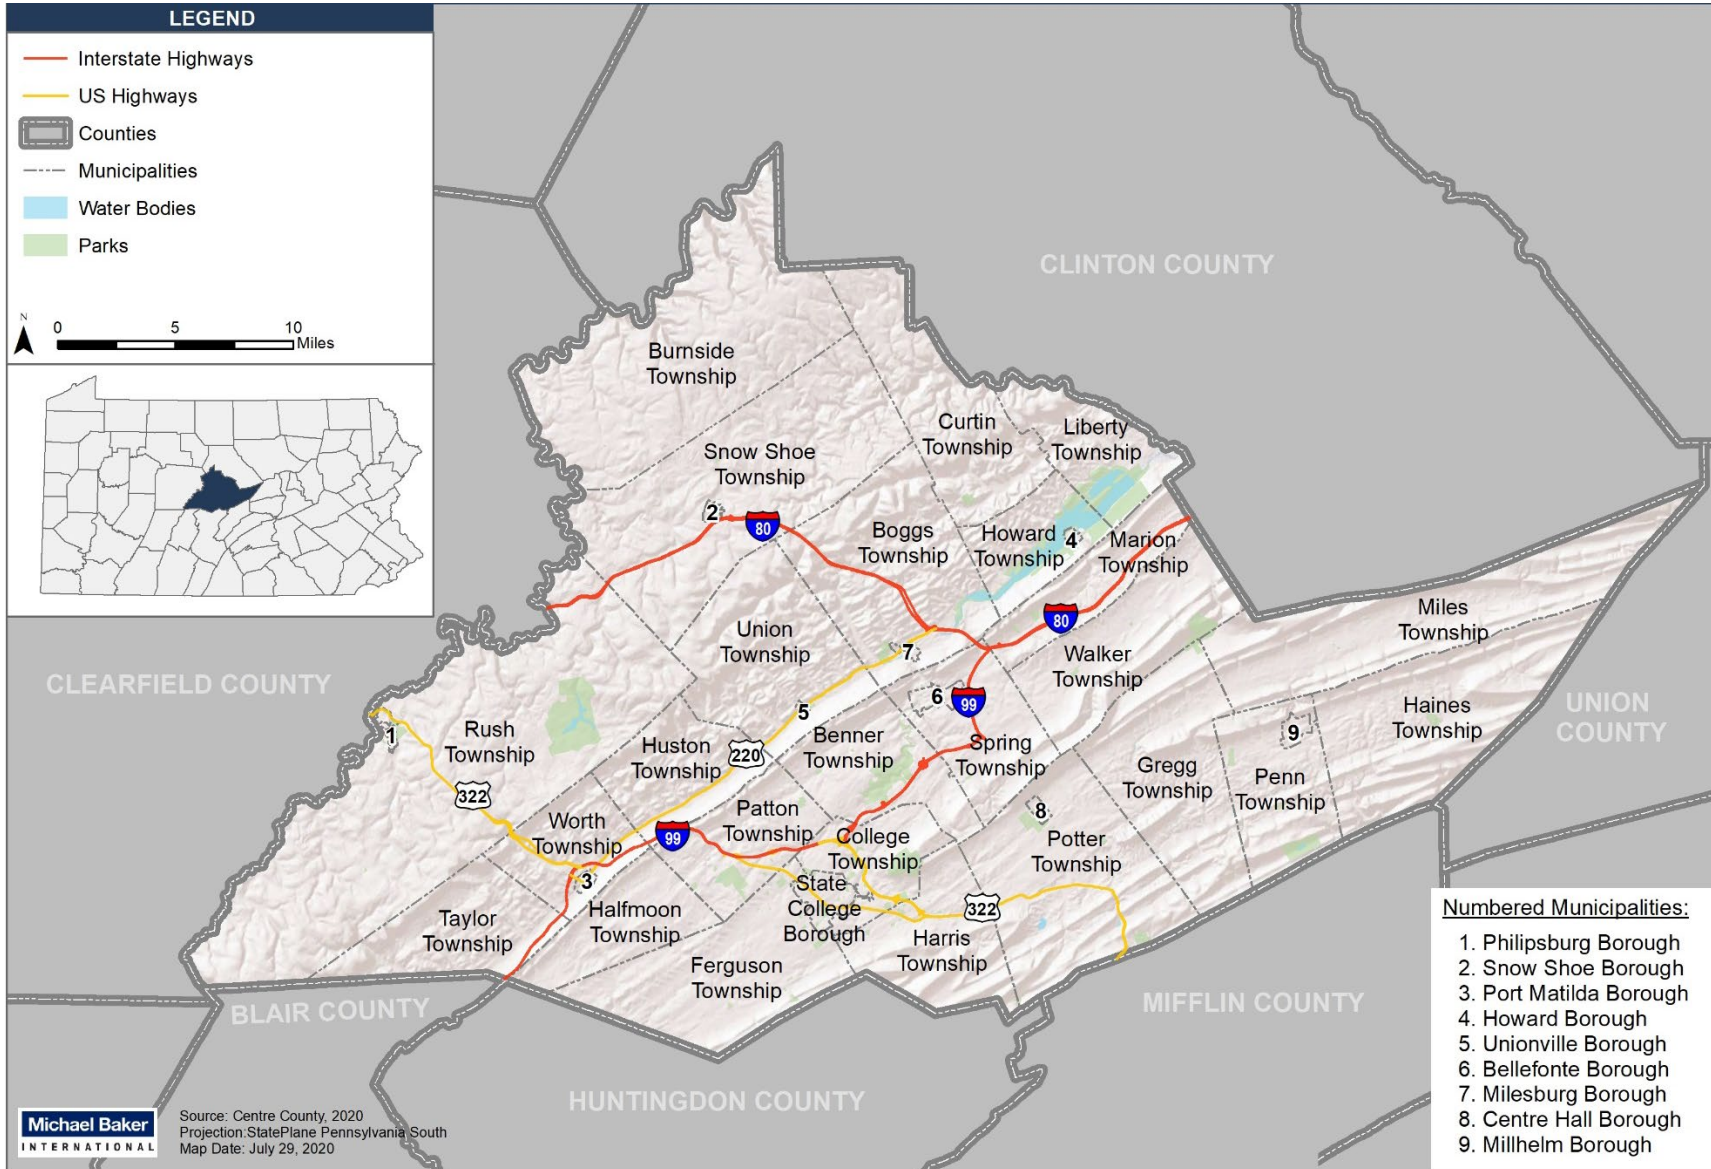 LEGEND
Interstate Highways
US Highways
Counties
Municipalities
Water Bodies
Parks
N
0 5 10
Miles
CLINTON COUNTY
CLEARFIELD COUNTY
UNION
COUNTY
BLAIR COUNTY
MIFFLIN COUNTY
HUNTINGDON COUNTY
Burnside
Township
Curtin
Township
Liberty
Township
Snow Shoe
Township
2
80
Boggs
Township
Howard
Township
4
Marion
Township
80
Miles
Township
Union
Township
7
Walker
Township
6
99
Haines
Township
1
Rush
Township
5
Huston
Township
220
Benner
Township
Spring
Township
9
Gregg
Township
Penn
Township
322
Worth
Township
99
Patton
Township
8
College
Township
Potter
Township
3
State
College
Borough
322
Taylor
Township
Halfmoon
Township
Harris
Township
Ferguson
Township
Numbered Municipalities:
1. Philipsburg Borough
2. Snow Shoe Borough
3. Port Matilda Borough
4. Howard Borough
5. Unionville Borough
6. Bellefonte Borough
7. Milesburg Borough
8. Centre Hall Borough
9. Millhelm Borough
Michael Baker
INTERNATIONAL
Source: Centre County, 2020
Projection:StatePlane Pennsylvania South
Map Date: July 29, 2020